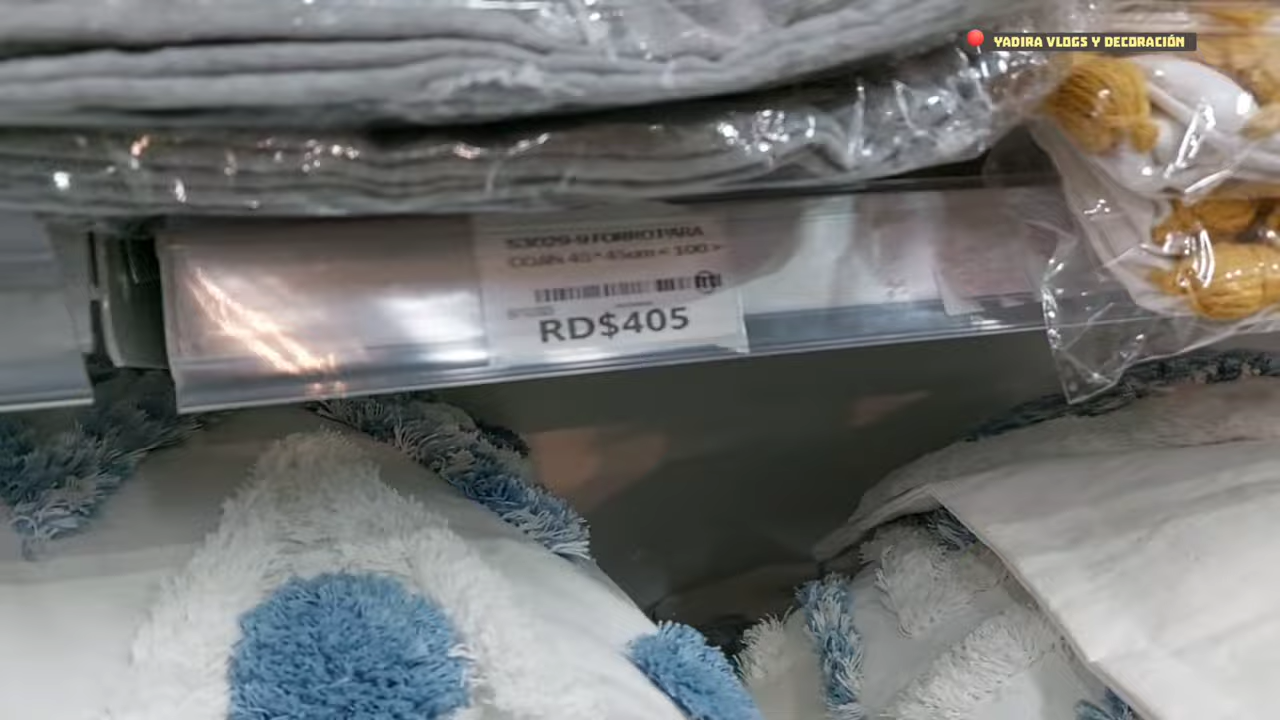 YADIRA VLOGS Y DECORACIÓN
53029-9 FORRO PARA
COJIN 45*45cm < 100 >
RD$405